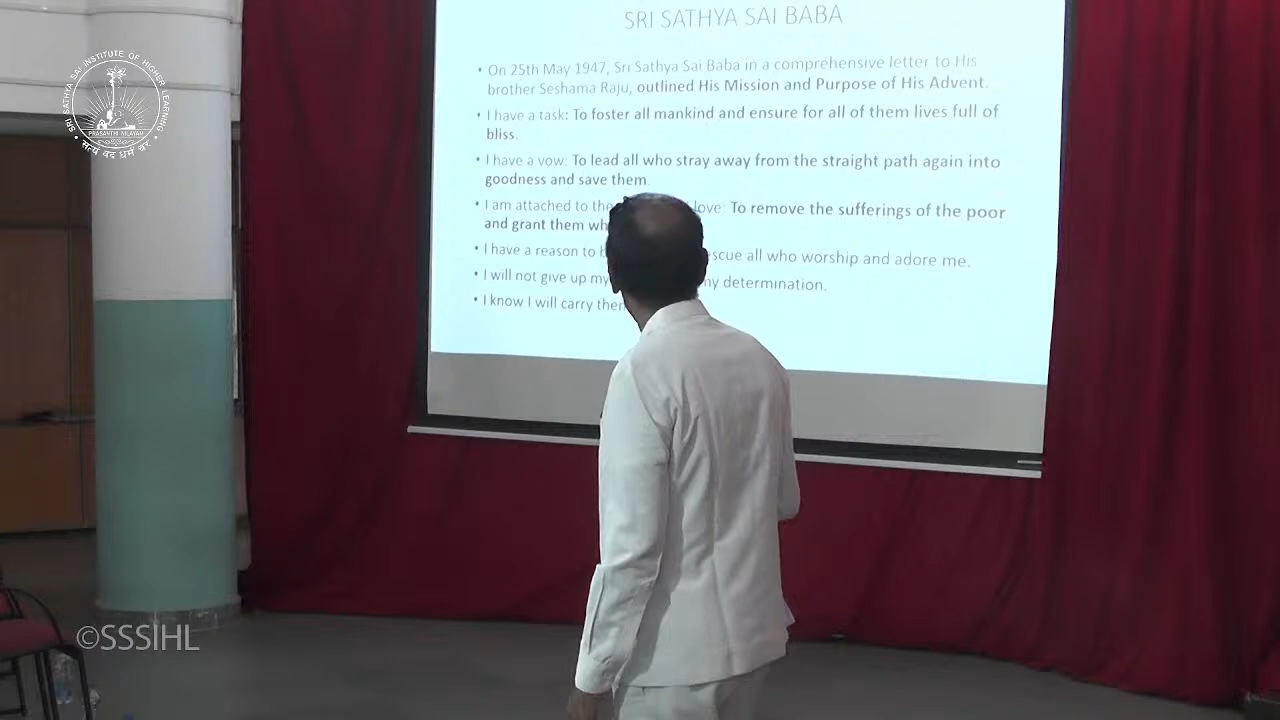 SRI SATHYA SAI BABA
• On 25th May 1947, Sri Sathya Sai Baba in a comprehensive letter to His
brother Seshama Raju, outlined His Mission and Purpose of His Advent.
• I have a task: To foster all mankind and ensure for all of them lives full of
bliss.
• I have a vow: To lead all who stray away from the straight path again into
goodness and save them.
• I am attached to the love: To remove the sufferings of the poor
and grant them
• I have a reason to all who worship and adore me.
• I will not give up my my determination.
• I know I will carry
SRI SATHYA SAI INSTITUTE OF HIGHER LEARNING
PRASANTHI NILAYAM
सत्यं वद धर्मं चर
©SSSIHL